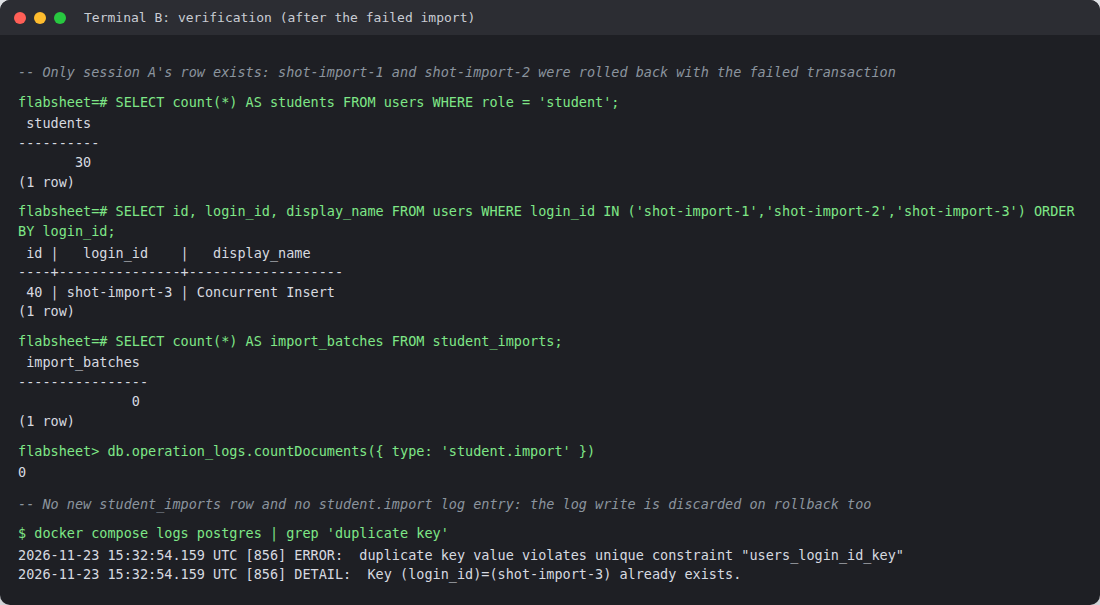 Terminal B: verification (after the failed import)
-- Only session A's row exists: shot-import-1 and shot-import-2 were rolled back with the failed transaction
flabsheet=# SELECT count(*) AS students FROM users WHERE role = 'student';
 students
----------
       30
(1 row)
flabsheet=# SELECT id, login_id, display_name FROM users WHERE login_id IN ('shot-import-1','shot-import-2','shot-import-3') ORDER
BY login_id;
 id |   login_id    |   display_name
----+---------------+-------------------
 40 | shot-import-3 | Concurrent Insert
(1 row)
flabsheet=# SELECT count(*) AS import_batches FROM student_imports;
 import_batches
----------------
              0
(1 row)
flabsheet> db.operation_logs.countDocuments({ type: 'student.import' })
0
-- No new student_imports row and no student.import log entry: the log write is discarded on rollback too
$ docker compose logs postgres | grep 'duplicate key'
2026-11-23 15:32:54.159 UTC [856] ERROR:  duplicate key value violates unique constraint "users_login_id_key"
2026-11-23 15:32:54.159 UTC [856] DETAIL:  Key (login_id)=(shot-import-3) already exists.